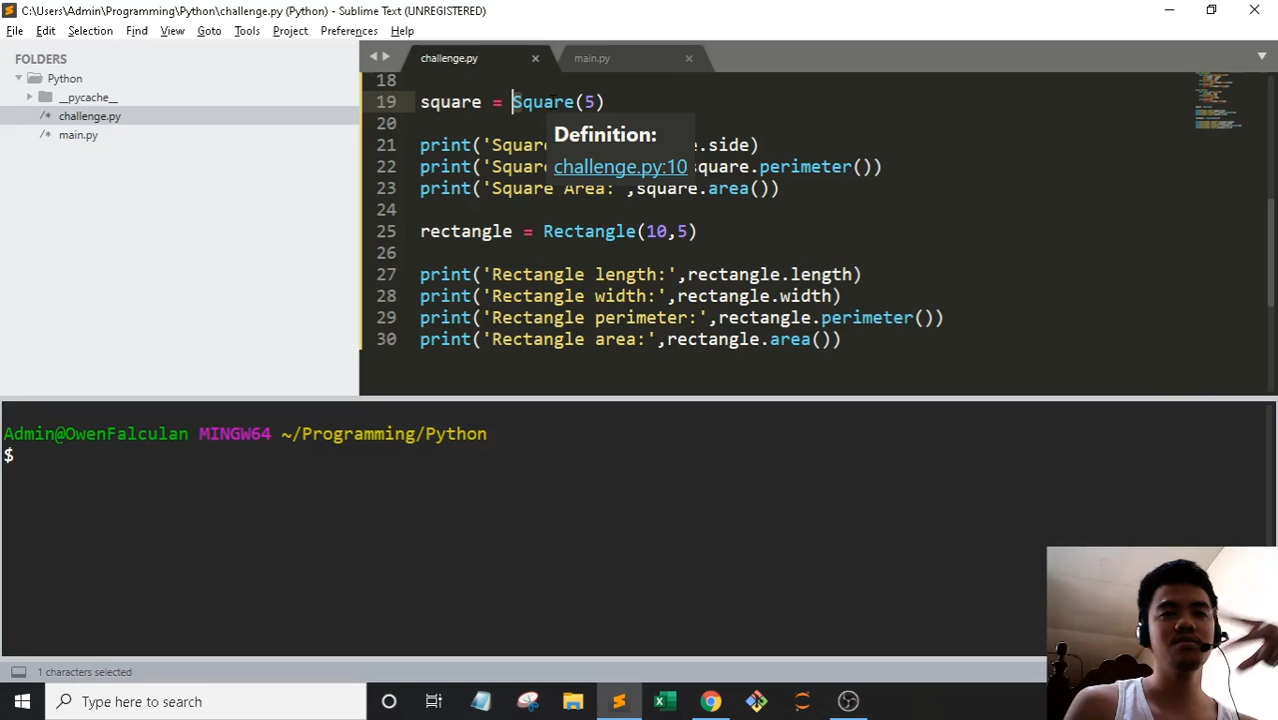 C:\Users\Admin\Programming\Python\challenge.py (Python) - Sublime Text (UNREGISTERED)
File Edit Selection Find View Goto Tools Project Preferences Help
FOLDERS
Python
__pycache__
/* challenge.py
/* main.py
challenge.py
main.py
18
19 square = Square(5)
20
21 print('Square .side)
22 print('Square square.perimeter())
23 print('Square Area: ',square.area())
24
25 rectangle = Rectangle(10,5)
26
27 print('Rectangle length:',rectangle.length)
28 print('Rectangle width:',rectangle.width)
29 print('Rectangle perimeter:',rectangle.perimeter())
30 print('Rectangle area:',rectangle.area())
Definition:
challenge.py:10
Admin@OwenFalculan MINGW64 ~/Programming/Python
$
1 characters selected
Type here to search